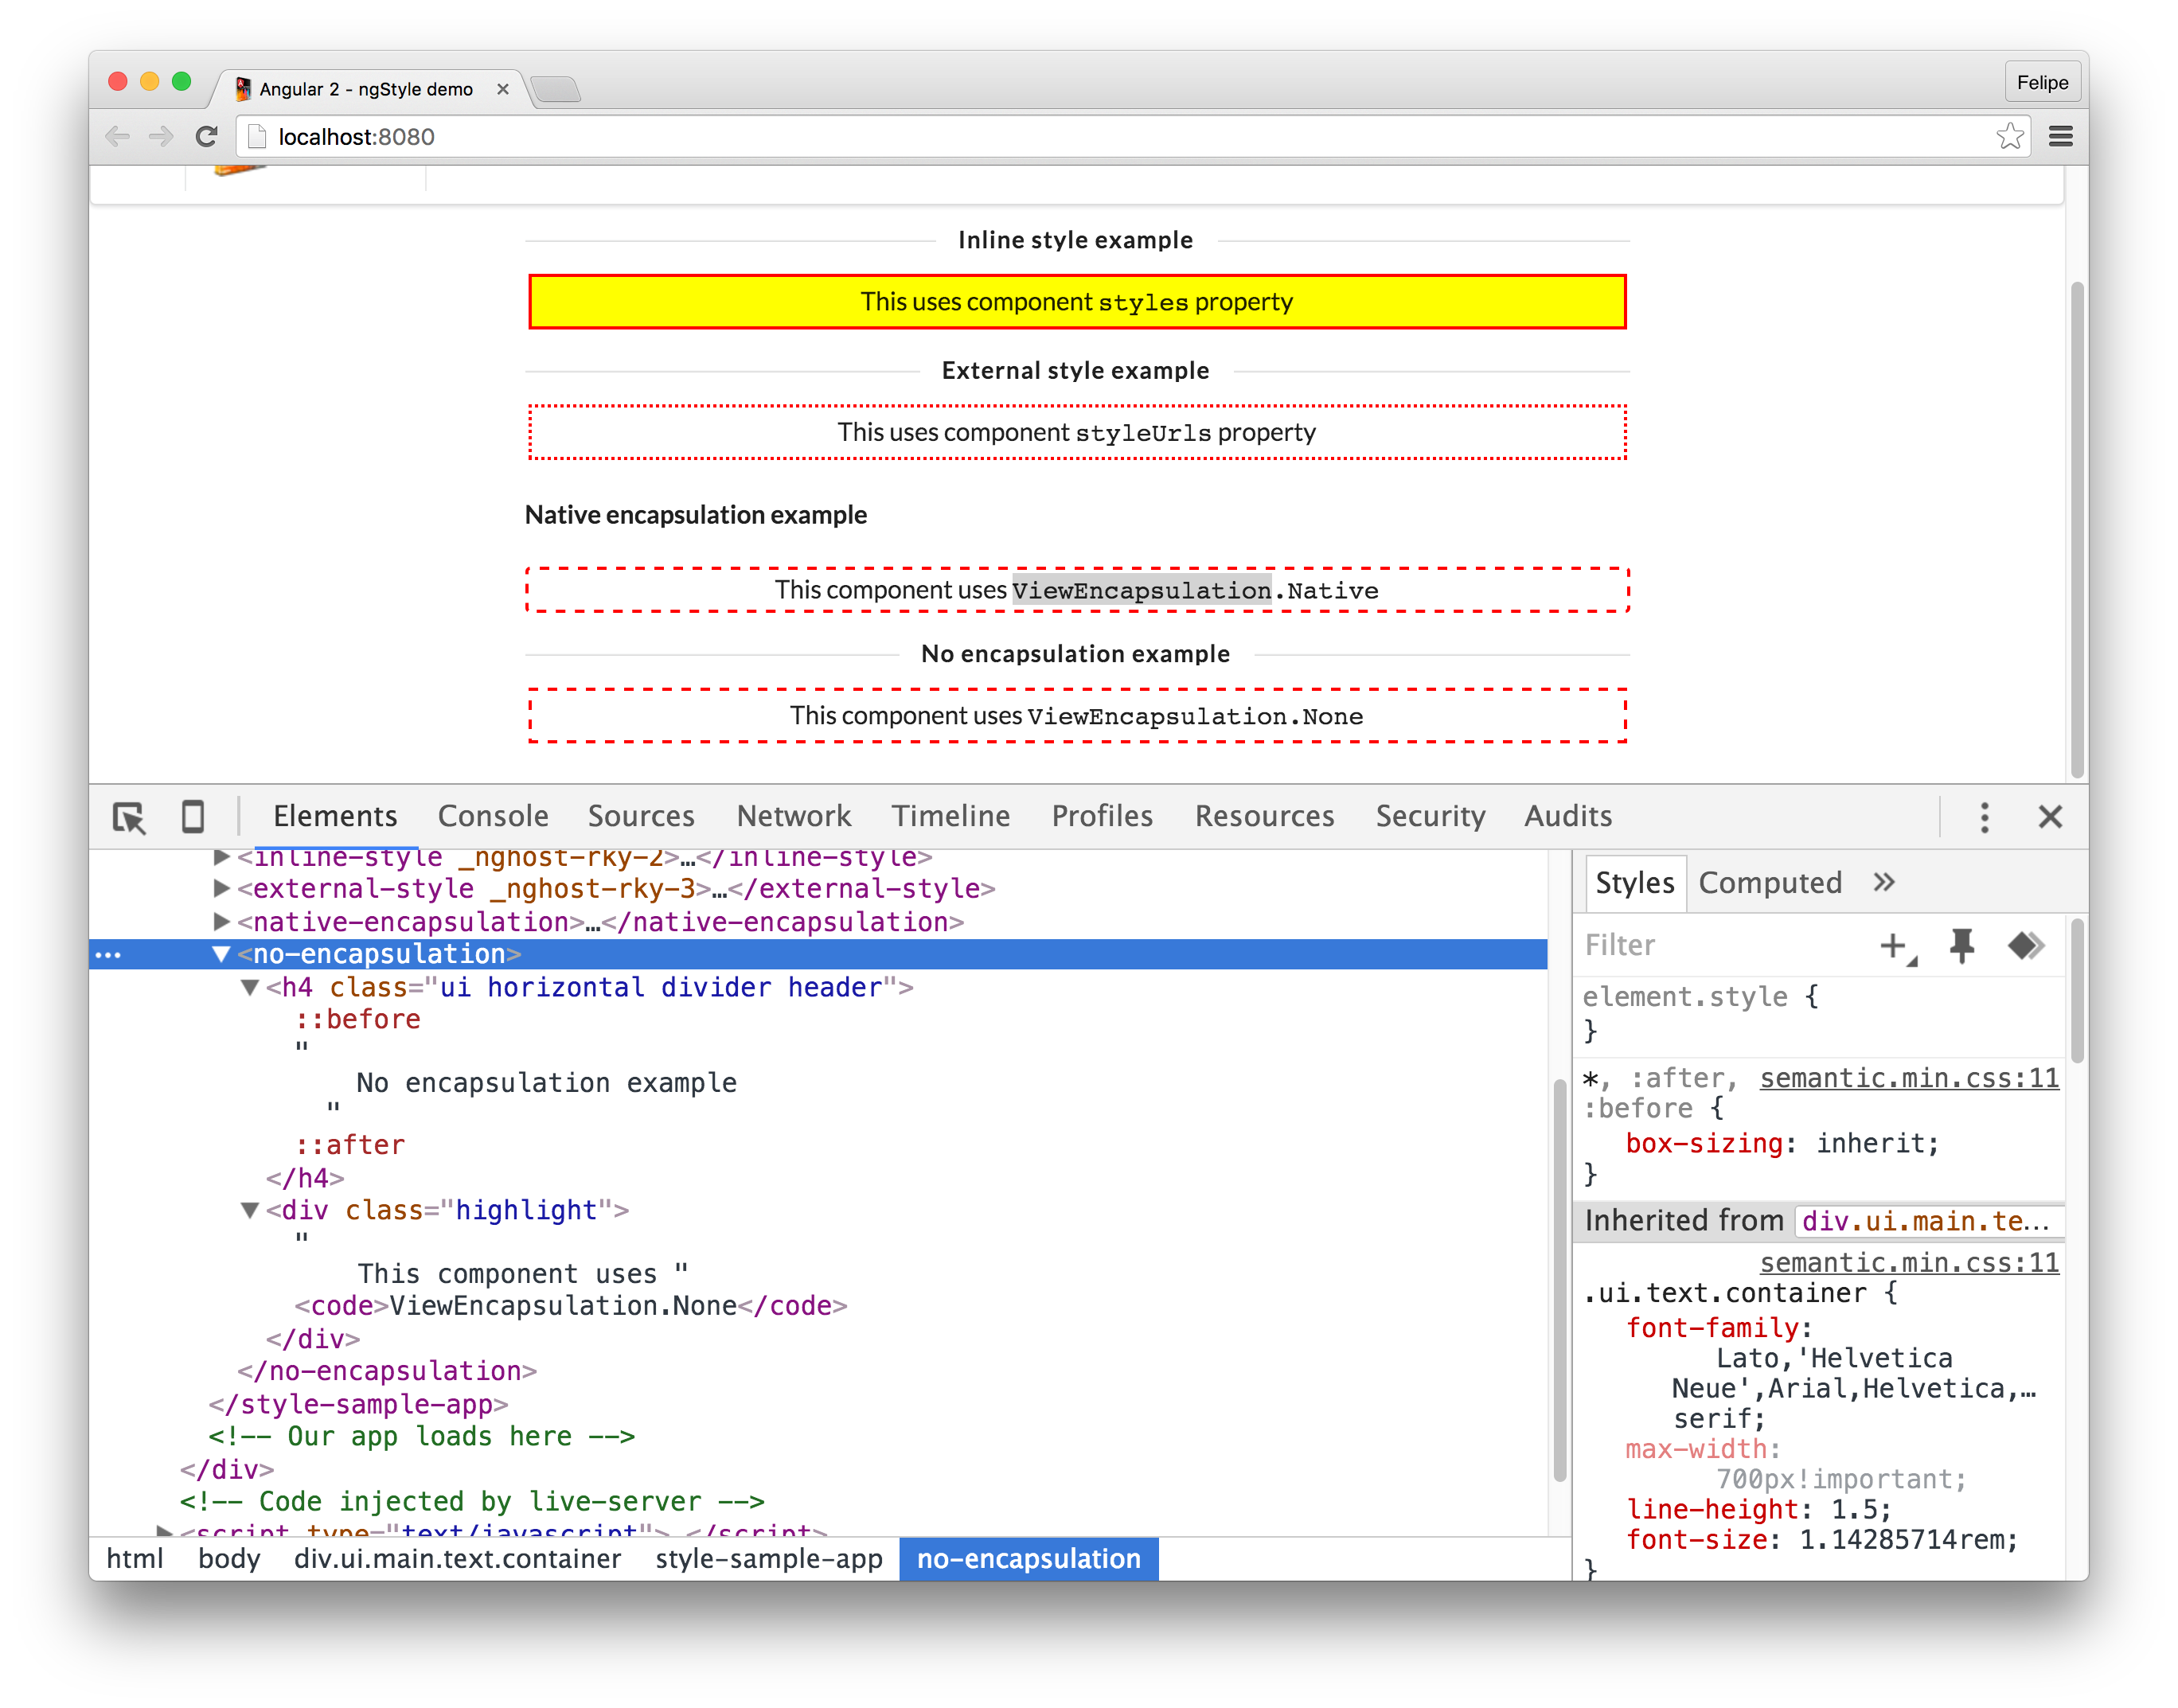 Angular 2 - ngStyle demo
Felipe
localhost:8080
Inline style example
This uses component styles property
External style example
This uses component styleUrls property
Native encapsulation example
This component uses ViewEncapsulation.Native
No encapsulation example
This component uses ViewEncapsulation.None
Elements Console Sources Network Timeline Profiles Resources Security Audits
<inline-style _nghost-rky-2>…</inline-style>
<external-style _nghost-rky-3>…</external-style>
<native-encapsulation>…</native-encapsulation>
<no-encapsulation>
<h4 class="ui horizontal divider header">
::before
"
No encapsulation example
"
::after
</h4>
<div class="highlight">
"
This component uses "
<code>ViewEncapsulation.None</code>
</div>
</no-encapsulation>
</style-sample-app>
<!-- Our app loads here -->
</div>
<!-- Code injected by live-server -->
<script type="text/javascript">…</script>
html body div.ui.main.text.container style-sample-app no-encapsulation
Styles Computed »
Filter
element.style {
}
*, :after, semantic.min.css:11
:before {
box-sizing: inherit;
}
Inherited from div.ui.main.te…
semantic.min.css:11
.ui.text.container {
font-family:
Lato,'Helvetica
Neue',Arial,Helvetica,…
serif;
max-width:
700px!important;
line-height: 1.5;
font-size: 1.14285714rem;
}